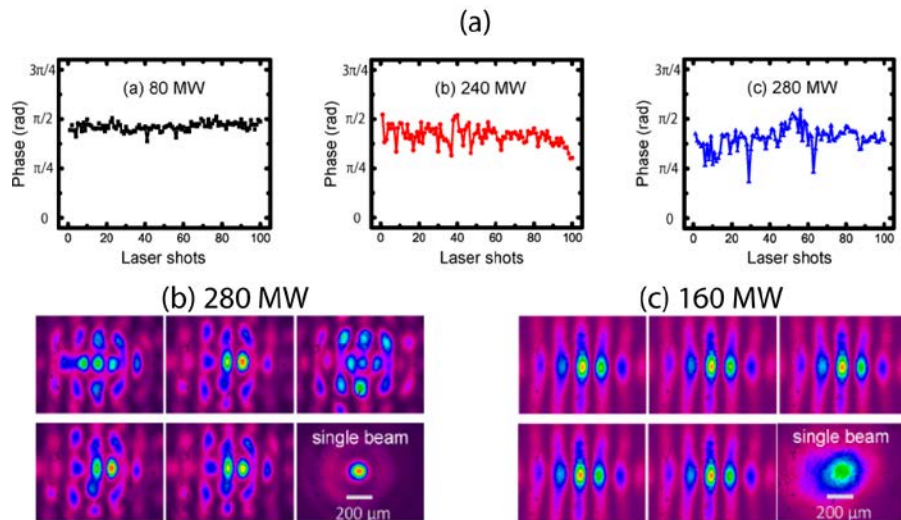 (a)
3π/4
π/2
π/4
0
Phase (rad)
(a) 80 MW
0 20 40 60 80 100
Laser shots
3π/4
π/2
π/4
0
Phase (rad)
(b) 240 MW
0 20 40 60 80 100
Laser shots
3π/4
π/2
π/4
0
Phase (rad)
(c) 280 MW
0 20 40 60 80 100
Laser shots
(b) 280 MW
single beam
200 μm
(c) 160 MW
single beam
200 μm